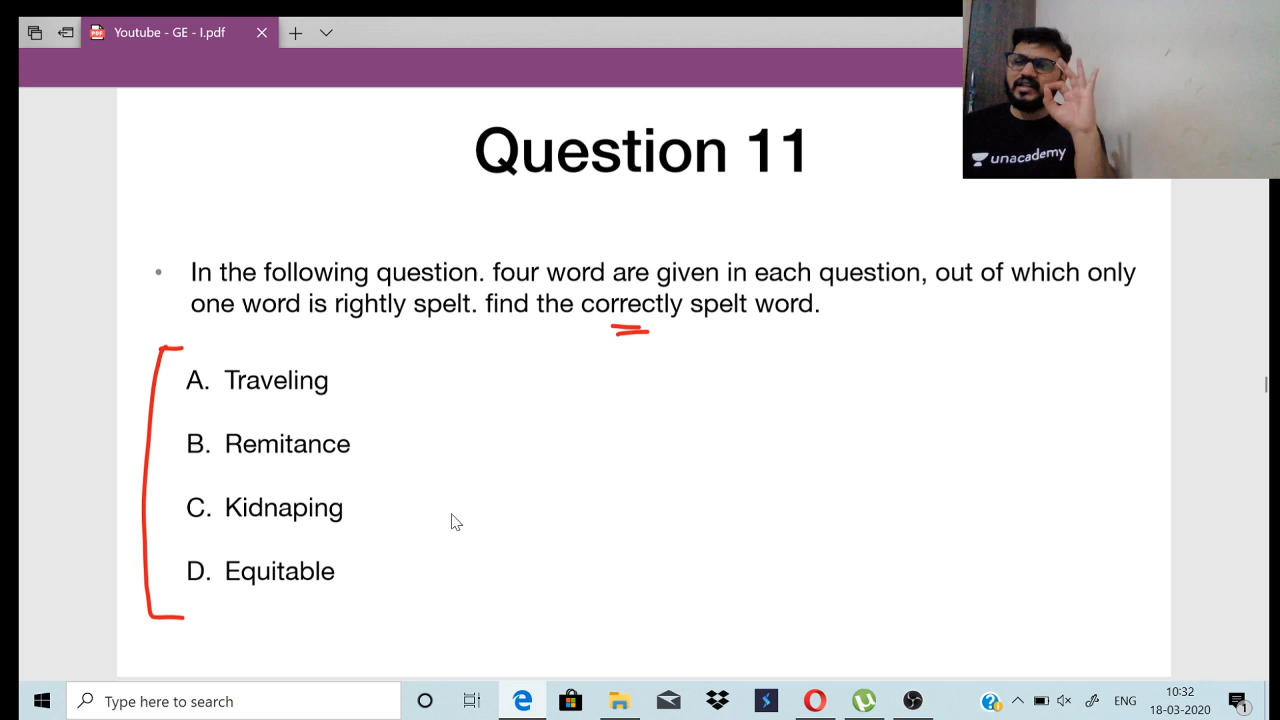 Youtube - GE - I.pdf
unacademy
Question 11
• In the following question. four word are given in each question, out of which only
one word is rightly spelt. find the correctly spelt word.
A. Traveling
B. Remitance
C. Kidnaping
D. Equitable
Type here to search
ENG
10:32
18-03-2020
1